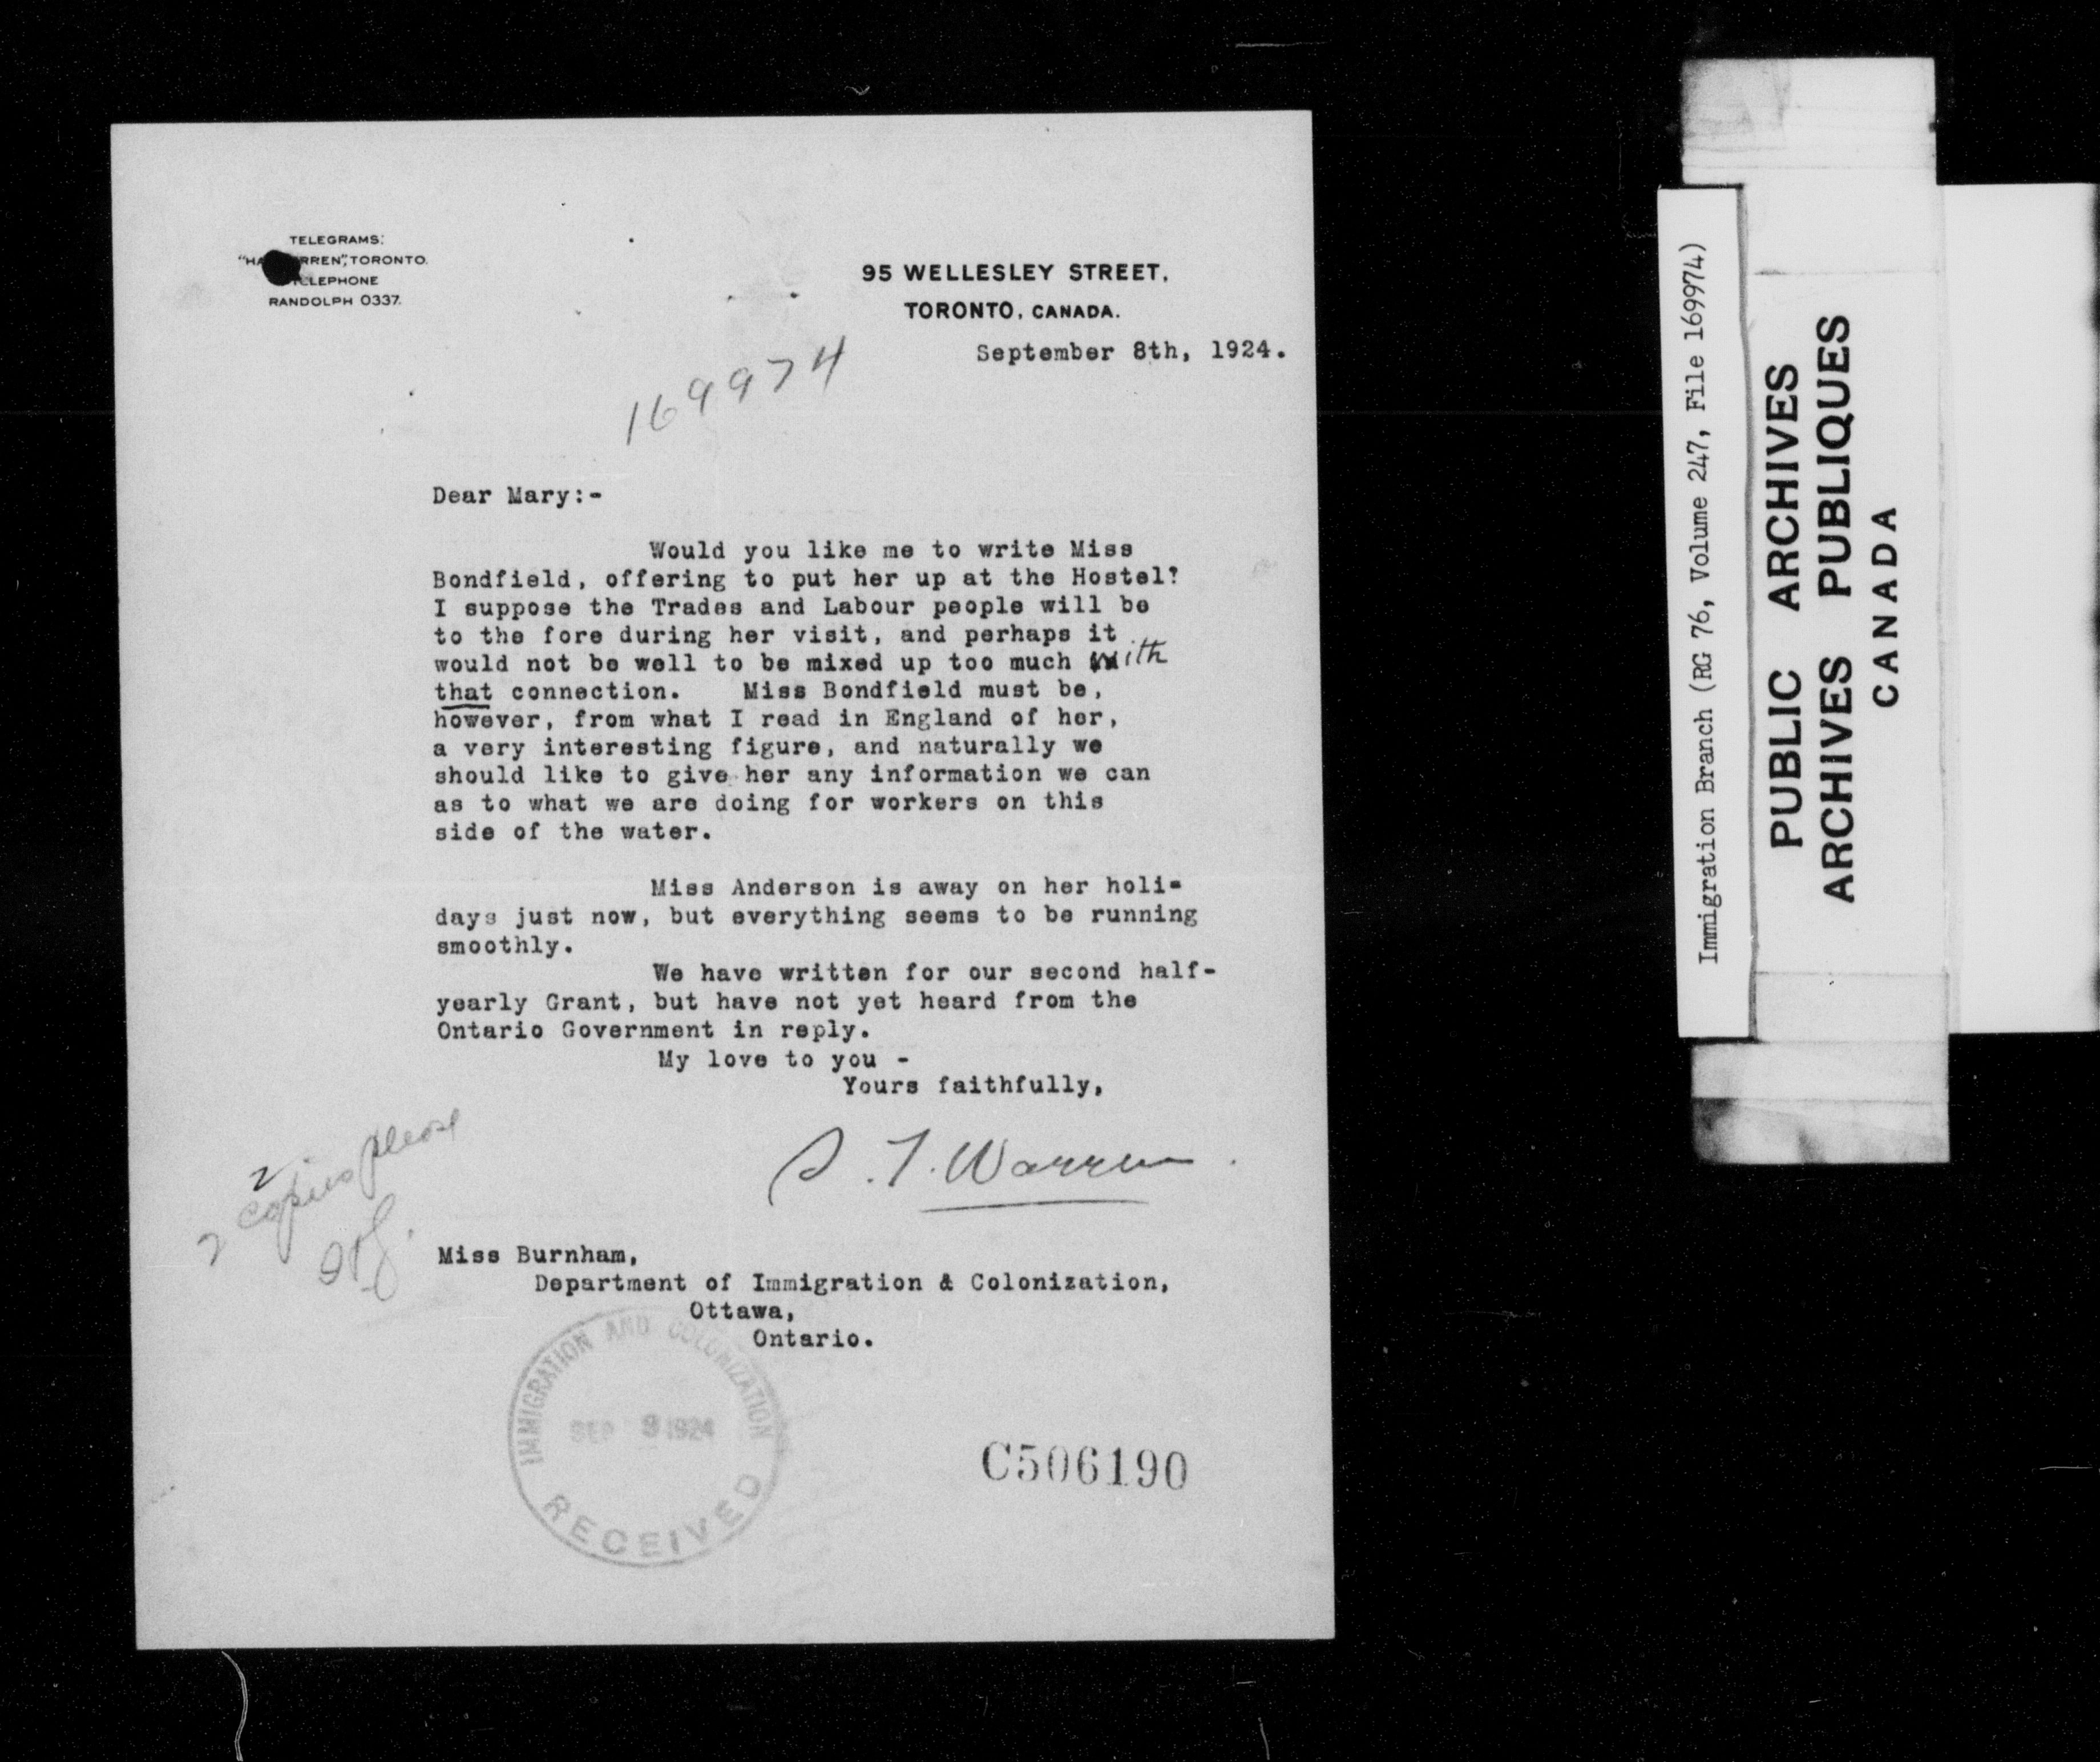 TELEGRAMS:
TORONTO.
TELEPHONE
RANDOLPH 0337.
95 WELLESLEY STREET,
TORONTO, CANADA.
September 8th, 1924.
169974
Dear Mary:-
Would you like me to write Miss
Bondfield, offering to put her up at the Hostel?
I suppose the Trades and Labour people will be
to the fore during her visit, and perhaps it
would not be well to be mixed up too much with
that connection. Miss Bondfield must be,
however, from what I read in England of her,
a very interesting figure, and naturally we
should like to give her any information we can
as to what we are doing for workers on this
side of the water.
Miss Anderson is away on her holi-
days just now, but everything seems to be running
smoothly.
We have written for our second half-
yearly Grant, but have not yet heard from the
Ontario Government in reply.
My love to you -
Yours faithfully,
Warren.
2
2 copies please
Miss Burnham,
Department of Immigration & Colonization,
Ottawa,
Ontario.
IMMIGRATION AND COLONIZATION
SEP 9 1924
RECEIVED
C506190
Immigration Branch (RG 76, Volume 247, File 169974)
PUBLIC ARCHIVES
ARCHIVES PUBLIQUES
CANADA